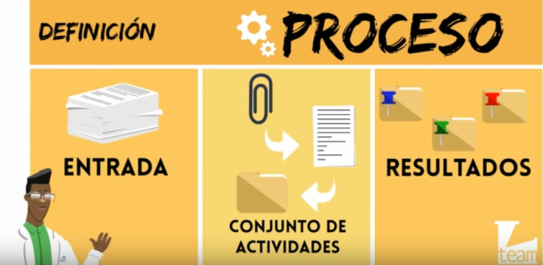 DEFINICIÓN
PROCESO
ENTRADA
CONJUNTO DE
ACTIVIDADES
RESULTADOS
team